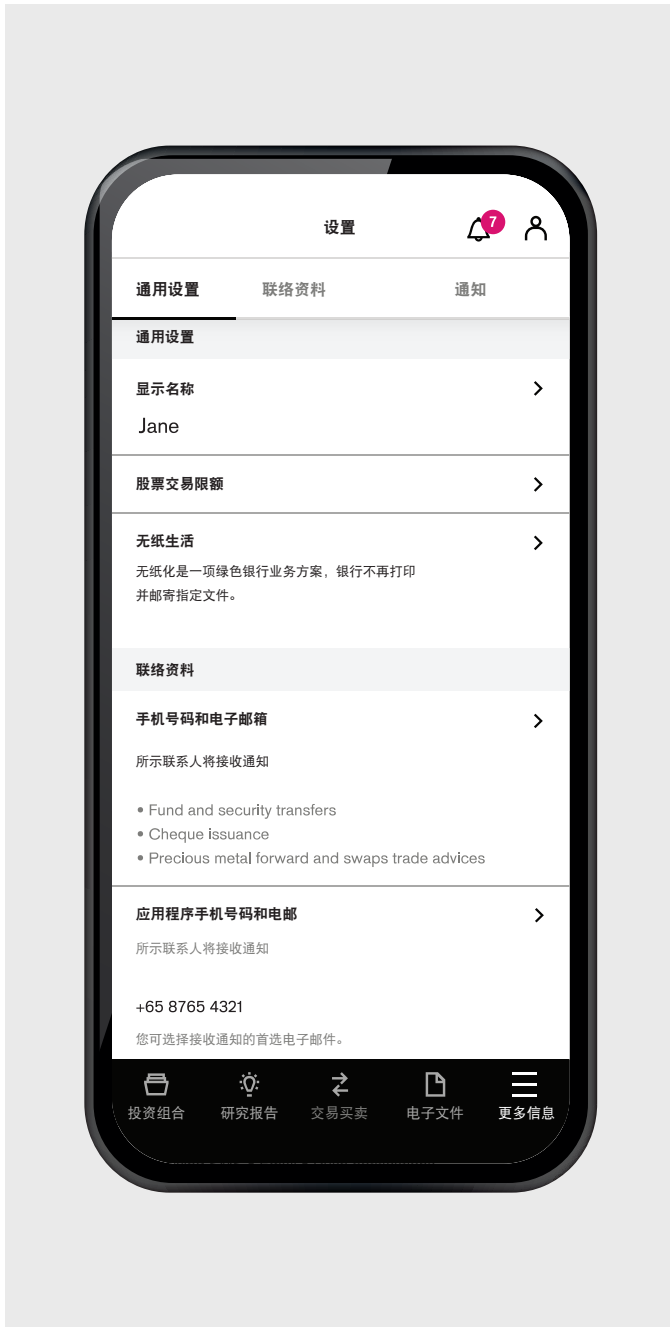 设置
7
通用设置 联络资料 通知
通用设置
显示名称
Jane
股票交易限额
无纸生活
无纸化是一项绿色银行业务方案，银行不再打印
并邮寄指定文件。
联络资料
手机号码和电子邮箱
所示联系人将接收通知
• Fund and security transfers
• Cheque issuance
• Precious metal forward and swaps trade advices
应用程序手机号码和电邮
所示联系人将接收通知
+65 8765 4321
您可选择接收通知的首选电子邮件。
投资组合 研究报告 交易买卖 电子文件 更多信息